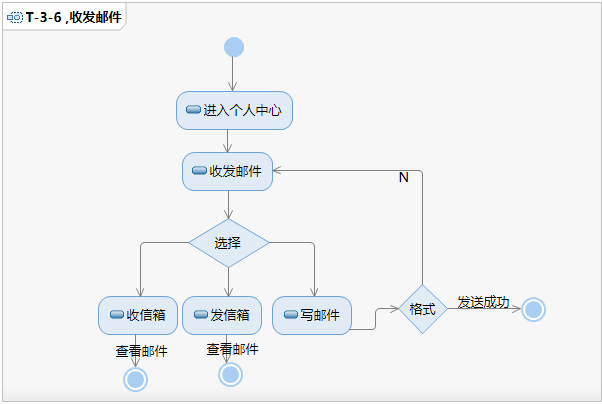 T-3-6 ,收发邮件
进入个人中心
收发邮件
N
选择
收信箱
发信箱
写邮件
格式
发送成功
查看邮件
查看邮件